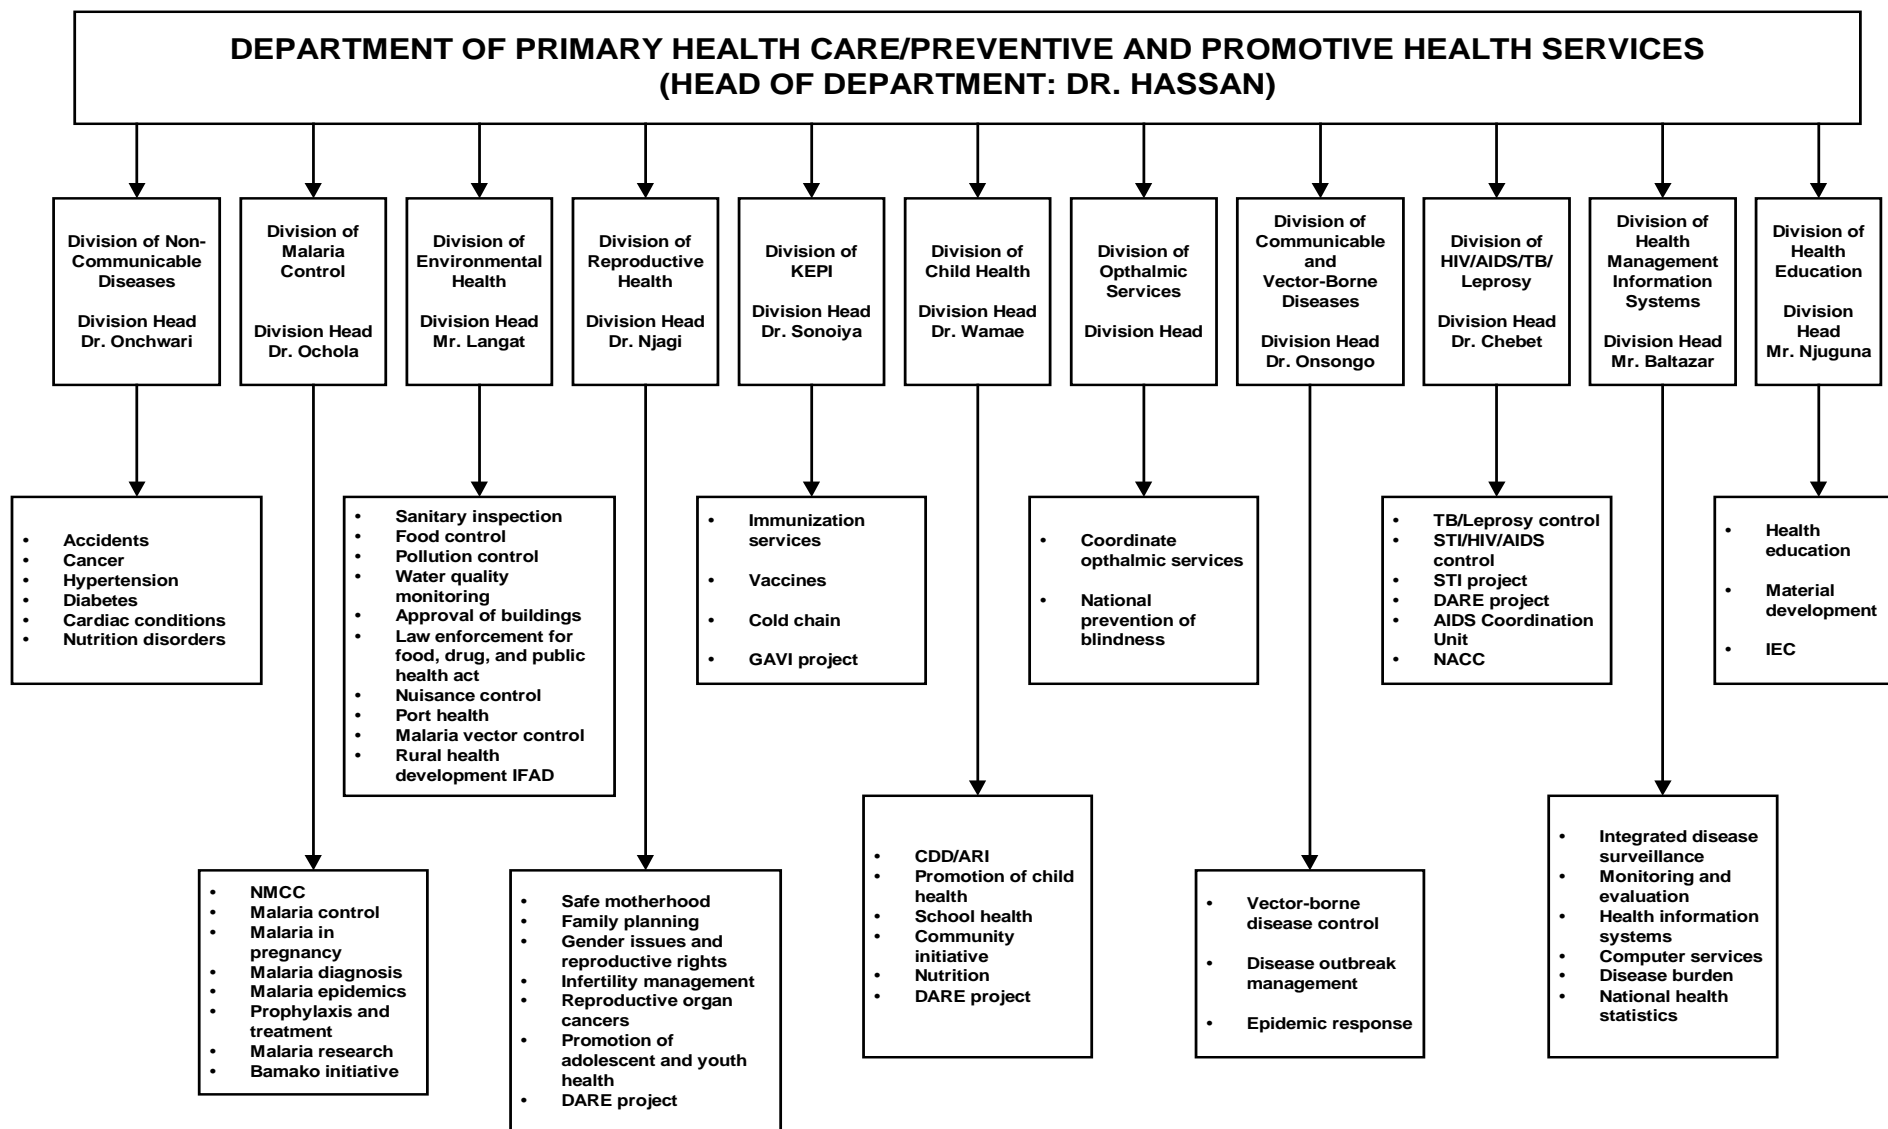 DEPARTMENT OF PRIMARY HEALTH CARE/PREVENTIVE AND PROMOTIVE HEALTH SERVICES
(HEAD OF DEPARTMENT: DR. HASSAN)
Division of Non-
Communicable
Diseases
Division Head
Dr. Onchwari
Division of
Malaria
Control
Division Head
Dr. Ochola
Division of
Environmental
Health
Division Head
Mr. Langat
Division of
Reproductive
Health
Division Head
Dr. Njagi
Division of
KEPI
Division Head
Dr. Sonoiya
Division of
Child Health
Division Head
Dr. Wamae
Division of
Opthalmic
Services
Division Head
Division of
Communicable
and
Vector-Borne
Diseases
Division Head
Dr. Onsongo
Division of
HIV/AIDS/TB/
Leprosy
Division Head
Dr. Chebet
Division of
Health
Management
Information
Systems
Division Head
Mr. Baltazar
Division of
Health
Education
Division
Head
Mr. Njuguna
• Accidents
• Cancer
• Hypertension
• Diabetes
• Cardiac conditions
• Nutrition disorders
• Sanitary inspection
• Food control
• Pollution control
• Water quality
monitoring
• Approval of buildings
• Law enforcement for
food, drug, and public
health act
• Nuisance control
• Port health
• Malaria vector control
• Rural health
development IFAD
• Immunization
services
• Vaccines
• Cold chain
• GAVI project
• Coordinate
opthalmic services
• National
prevention of
blindness
• TB/Leprosy control
• STI/HIV/AIDS
control
• STI project
• DARE project
• AIDS Coordination
Unit
• NACC
• Health
education
• Material
development
• IEC
• NMCC
• Malaria control
• Malaria in
pregnancy
• Malaria diagnosis
• Malaria epidemics
• Prophylaxis and
treatment
• Malaria research
• Bamako initiative
• Safe motherhood
• Family planning
• Gender issues and
reproductive rights
• Infertility management
• Reproductive organ
cancers
• Promotion of
adolescent and youth
health
• DARE project
• CDD/ARI
• Promotion of child
health
• School health
• Community
initiative
• Nutrition
• DARE project
• Vector-borne
disease control
• Disease outbreak
management
• Epidemic response
• Integrated disease
surveillance
• Monitoring and
evaluation
• Health information
systems
• Computer services
• Disease burden
• National health
statistics